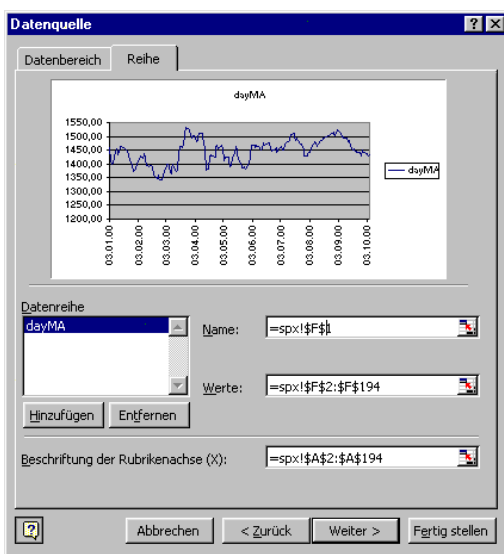 Datenquelle
Datenbereich Reihe
dayMA
1550,00
1500,00
1450,00
1400,00
1350,00
1300,00
1250,00
1200,00
03.01.00 03.02.00 03.03.00 03.04.00 03.05.00 03.06.00 03.07.00 03.08.00 03.09.00 03.10.00
dayMA
Datenreihe
dayMA
Name: =spx!$F$1
Werte: =spx!$F$2:$F$194
Hinzufügen Entfernen
Beschriftung der Rubrikenachse (X): =spx!$A$2:$A$194
Abbrechen < Zurück Weiter > Fertig stellen